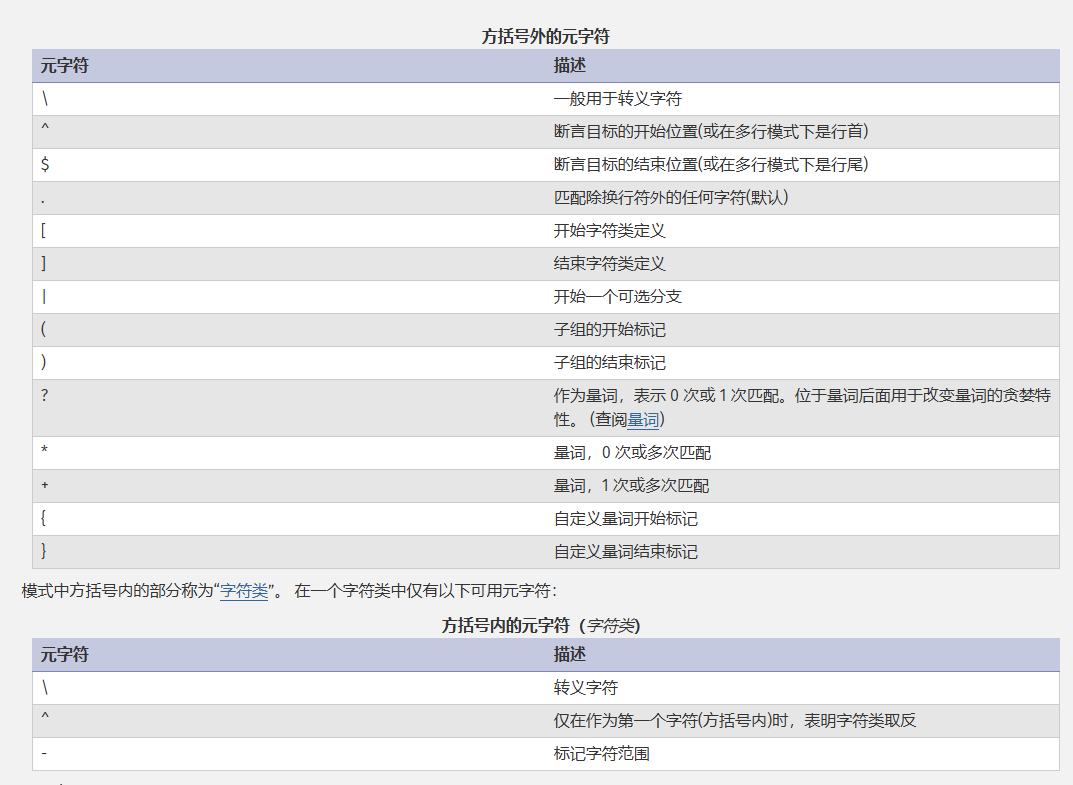 方括号外的元字符
元字符 描述
\ 一般用于转义字符
^ 断言目标的开始位置(或在多行模式下是行首)
$ 断言目标的结束位置(或在多行模式下是行尾)
. 匹配除换行符外的任何字符(默认)
[ 开始字符类定义
] 结束字符类定义
| 开始一个可选分支
( 子组的开始标记
) 子组的结束标记
? 作为量词，表示 0 次或 1 次匹配。位于量词后面用于改变量词的贪婪特
性。 (查阅量词)
* 量词，0 次或多次匹配
+ 量词，1 次或多次匹配
{ 自定义量词开始标记
} 自定义量词结束标记
模式中方括号内的部分称为“字符类”。 在一个字符类中仅有以下可用元字符：
方括号内的元字符（字符类)
元字符 描述
\ 转义字符
^ 仅在作为第一个字符(方括号内)时，表明字符类取反
- 标记字符范围